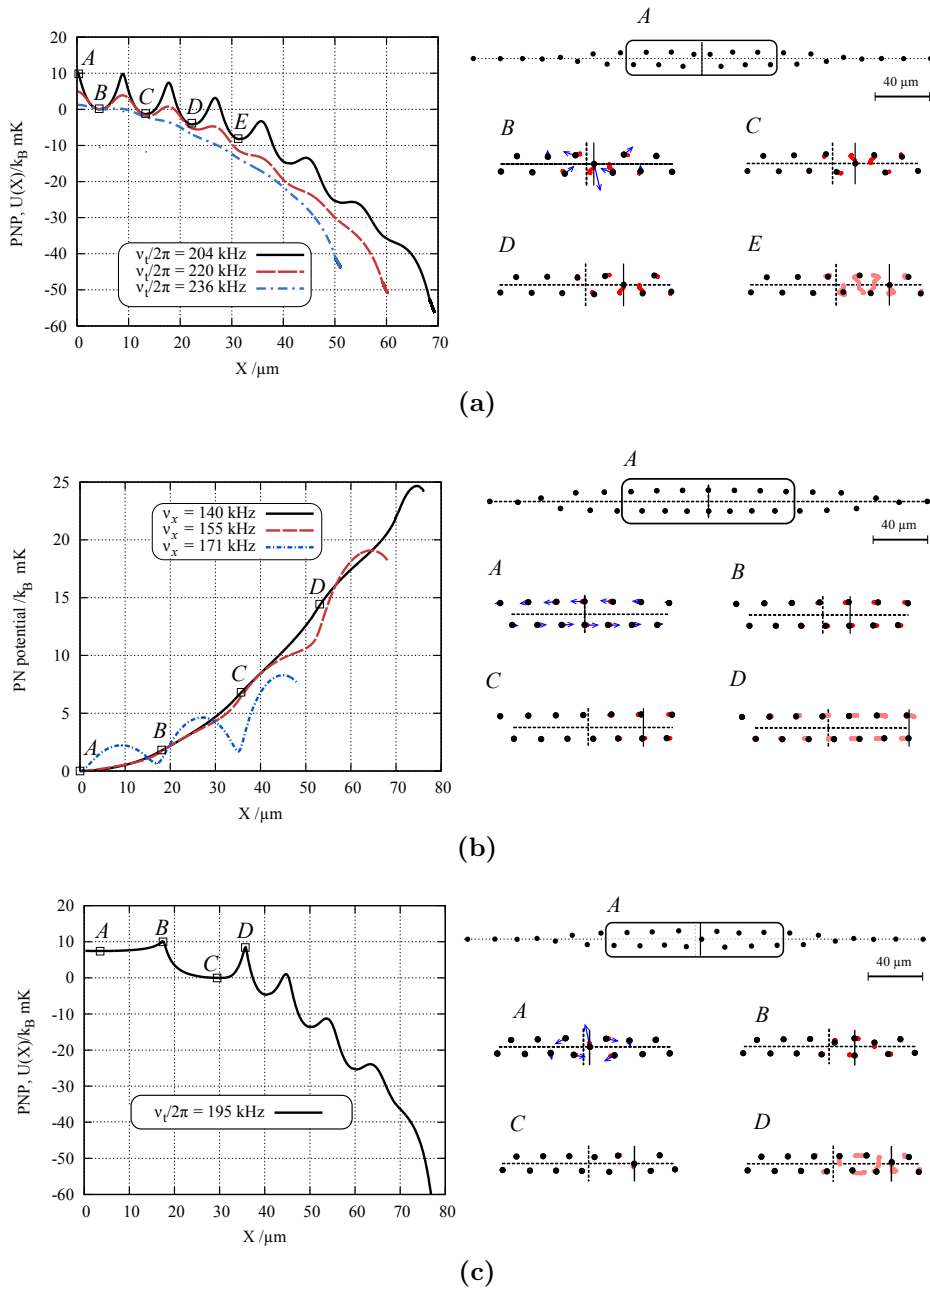 A
20
10
0
-10
-20
-30
-40
-50
-60
PNP, U(X)/k_B mK
A
B
C
D
E
ν_t/2π = 204 kHz
ν_t/2π = 220 kHz
ν_t/2π = 236 kHz
0 10 20 30 40 50 60 70
X /µm
40 µm
B
C
D
E
(a)
A
25
20
15
10
5
0
PN potential /k_B mK
ν_x = 140 kHz
ν_x = 155 kHz
ν_x = 171 kHz
A
B
C
D
0 10 20 30 40 50 60 70 80
X /µm
40 µm
A
B
C
D
(b)
A
20
10
0
-10
-20
-30
-40
-50
-60
PNP, U(X)/k_B mK
A
B
C
D
ν_t/2π = 195 kHz
0 10 20 30 40 50 60 70 80
X /µm
40 µm
A
B
C
D
(c)